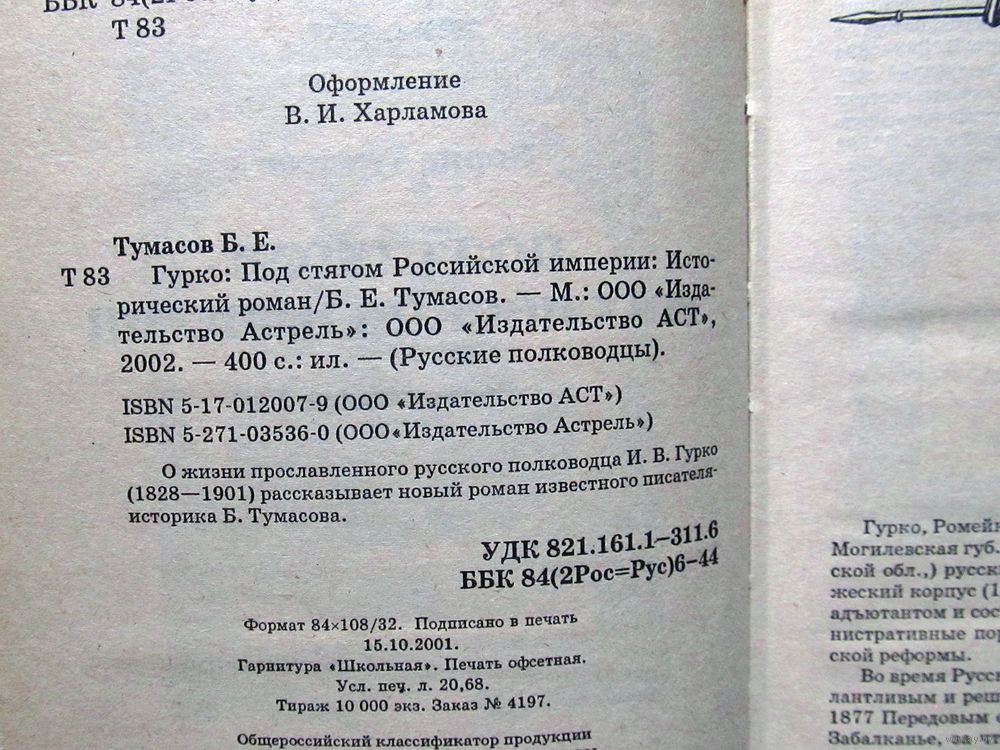 ББК 84(2Рос
Т 83
Оформление
В. И. Харламова
Тумасов Б. Е.
Т 83 Гурко: Под стягом Российской империи: Исто-
рический роман/Б. Е. Тумасов. — М.: ООО «Изда-
тельство Астрель»: ООО «Издательство АСТ»,
2002. — 400 с.: ил. — (Русские полководцы).
ISBN 5-17-012007-9 (ООО «Издательство АСТ»)
ISBN 5-271-03536-0 (ООО«Издательство Астрель»)
О жизни прославленного русского полководца И. В. Гурко
(1828—1901) рассказывает новый роман известного писателя-
историка Б. Тумасова.
УДК 821.161.1–311.6
ББК 84(2Рос=Рус)6–44
Формат 84×108/32. Подписано в печать
15.10.2001.
Гарнитура «Школьная». Печать офсетная.
Усл. печ. л. 20,68.
Тираж 10 000 экз. Заказ № 4197.
Общероссийский классификатор продукции
Гурко, Ромей
Могилевская губ.
ской обл.,) русск
жеский корпус (1
адъютантом и сос
нистративные пор
ской реформы.
Во время Русск
лантливым и реш
1877 Передовым
Забалканье, за чт